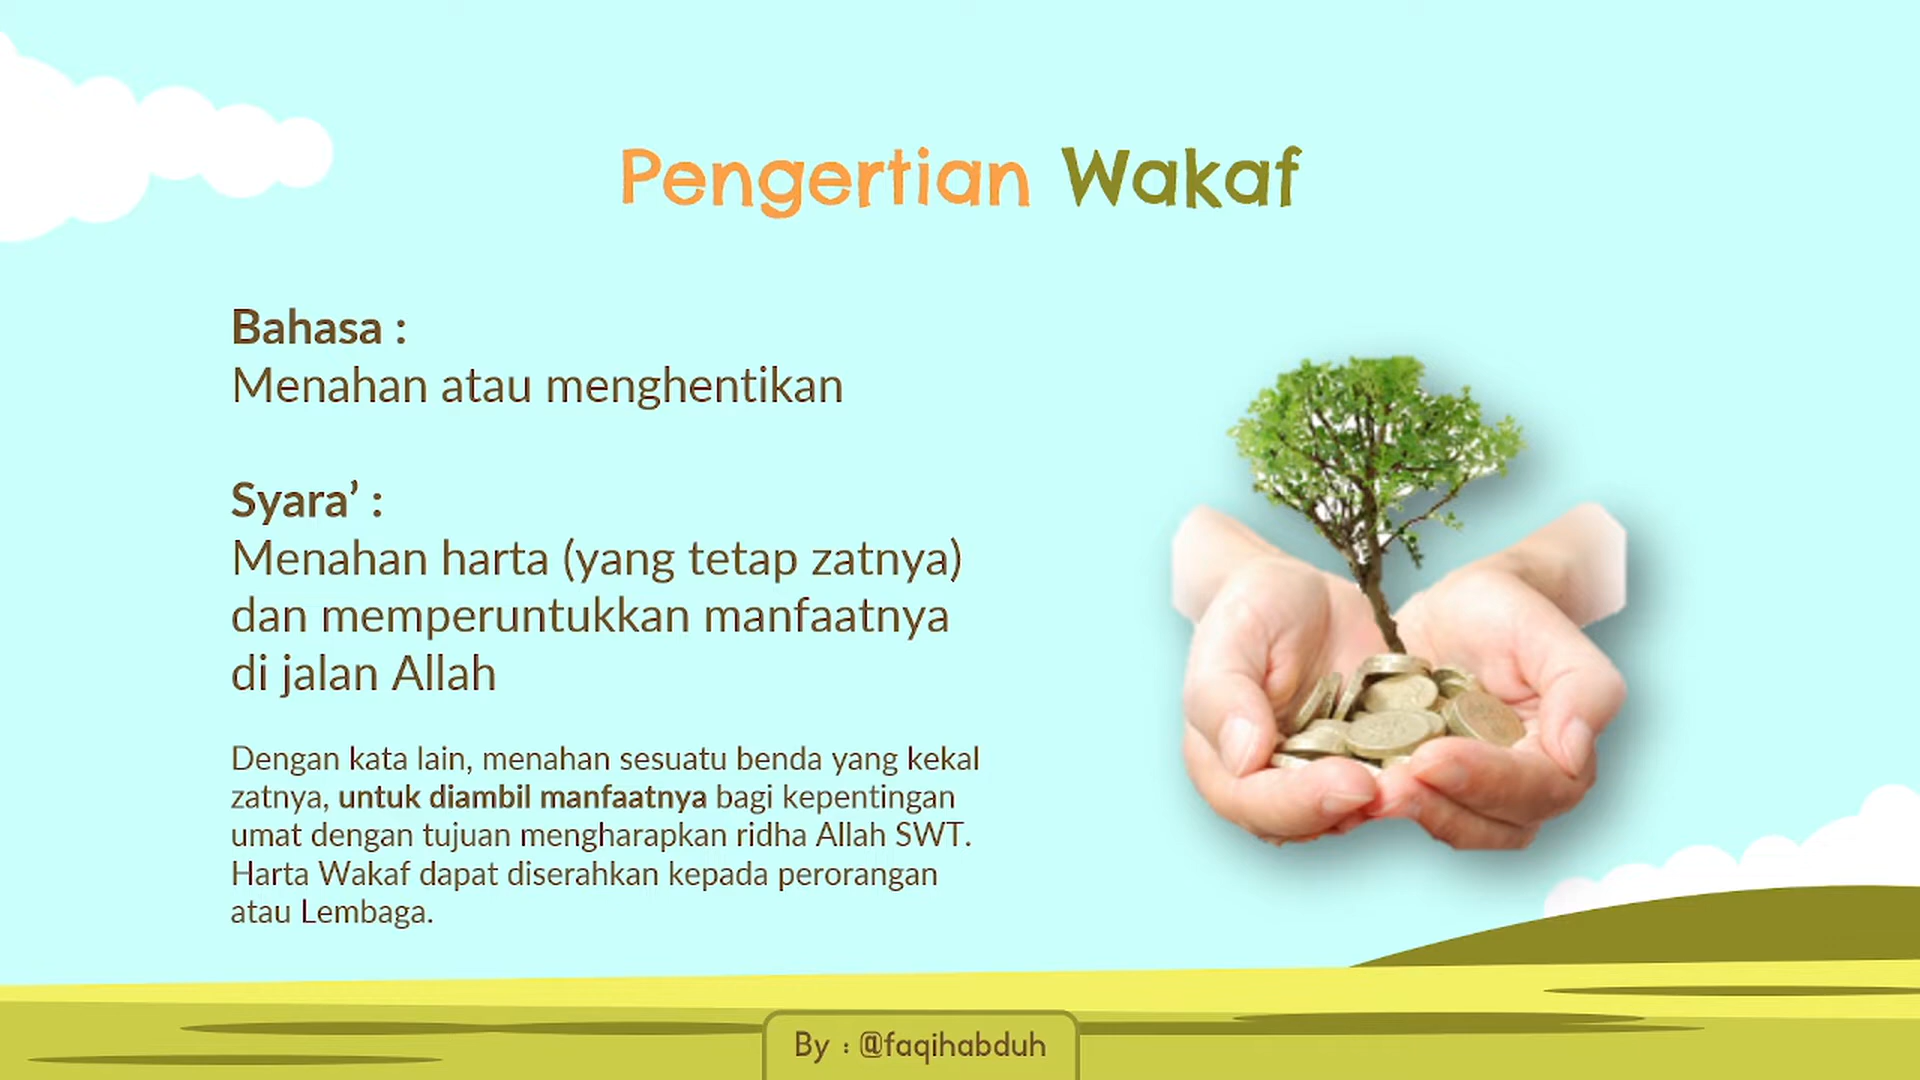 Pengertian Wakaf
Bahasa :
Menahan atau menghentikan
Syara’ :
Menahan harta (yang tetap zatnya)
dan memperuntukkan manfaatnya
di jalan Allah
Dengan kata lain, menahan sesuatu benda yang kekal
zatnya, untuk diambil manfaatnya bagi kepentingan
umat dengan tujuan mengharapkan ridha Allah SWT.
Harta Wakaf dapat diserahkan kepada perorangan
atau Lembaga.
By : @faqihabduh